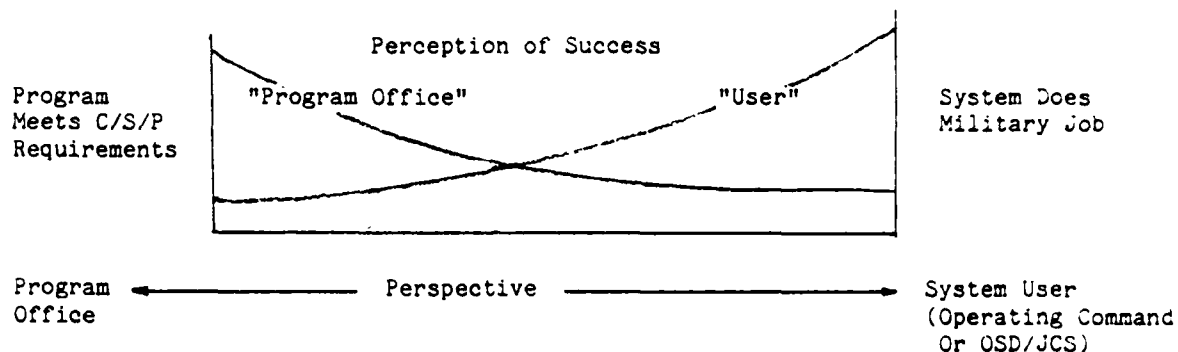 Perception of Success
"Program Office"
"User"
Program
Meets C/S/P
Requirements
System Does
Military Job
Program
Office
Perspective
System User
(Operating Command
Or OSD/JCS)